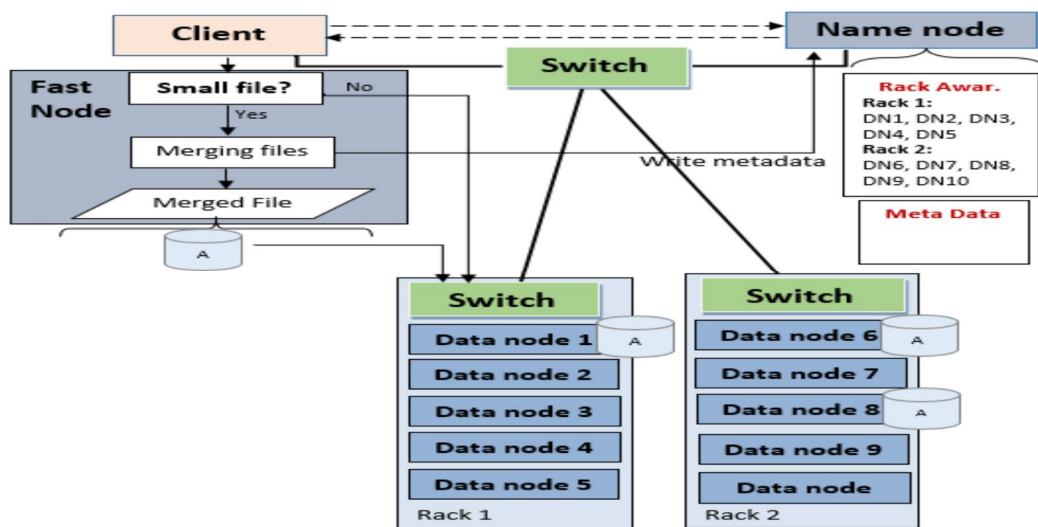 Client
Name node
Switch
Fast
Node
Small file?
No
Yes
Merging files
Write metadata
Merged File
A
Rack Awar.
Rack 1:
DN1, DN2, DN3,
DN4, DN5
Rack 2:
DN6, DN7, DN8,
DN9, DN10
Meta Data
Switch
Data node 1
A
Data node 2
Data node 3
Data node 4
Data node 5
Rack 1
Switch
Data node 6
A
Data node 7
Data node 8
A
Data node 9
Data node
Rack 2